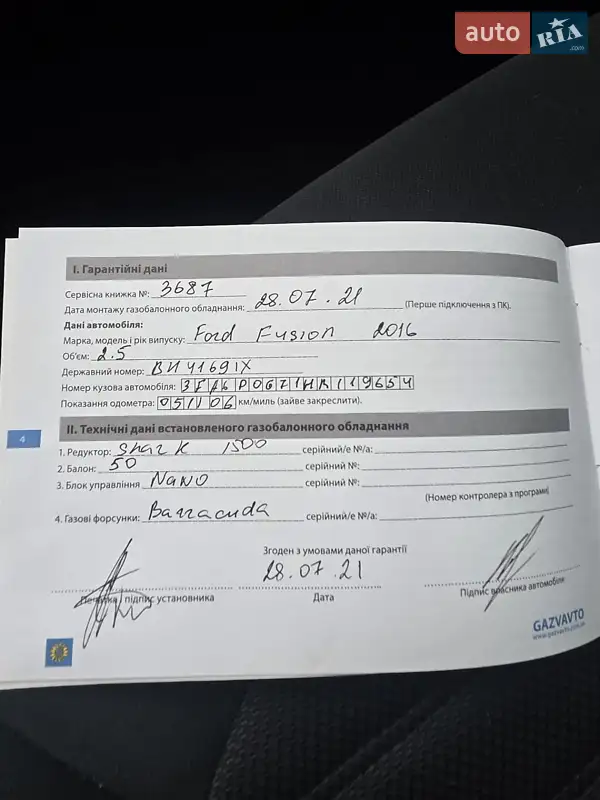 auto RIA .com
I. Гарантійні дані
Сервісна книжка №: 3687
Дата монтажу газобалонного обладнання: 28.07.21 (Перше підключення з ПК).
Дані автомобіля:
Марка, модель і рік випуску: Ford Fusion 2016
Об'єм: 2.5
Державний номер: ВИ4169ІХ
Номер кузова автомобіля: 3FA6P0G71HR119654
Показання одометра: 051106 км/миль (зайве закреслити).
4
II. Технічні дані встановленого газобалонного обладнання
1. Редуктор: Shark 1500 серійний/е №/а:
2. Балон: 50 серійний №:
3. Блок управління Nano серійний №:
(Номер контролера з програми)
4. Газові форсунки: Barracuda серійний/е №/а:
Згоден з умовами даної гарантії
28.07.21
підпис установника Дата Підпис власника автомобіля
GAZVAVTO
www.gazvavto.com.ua